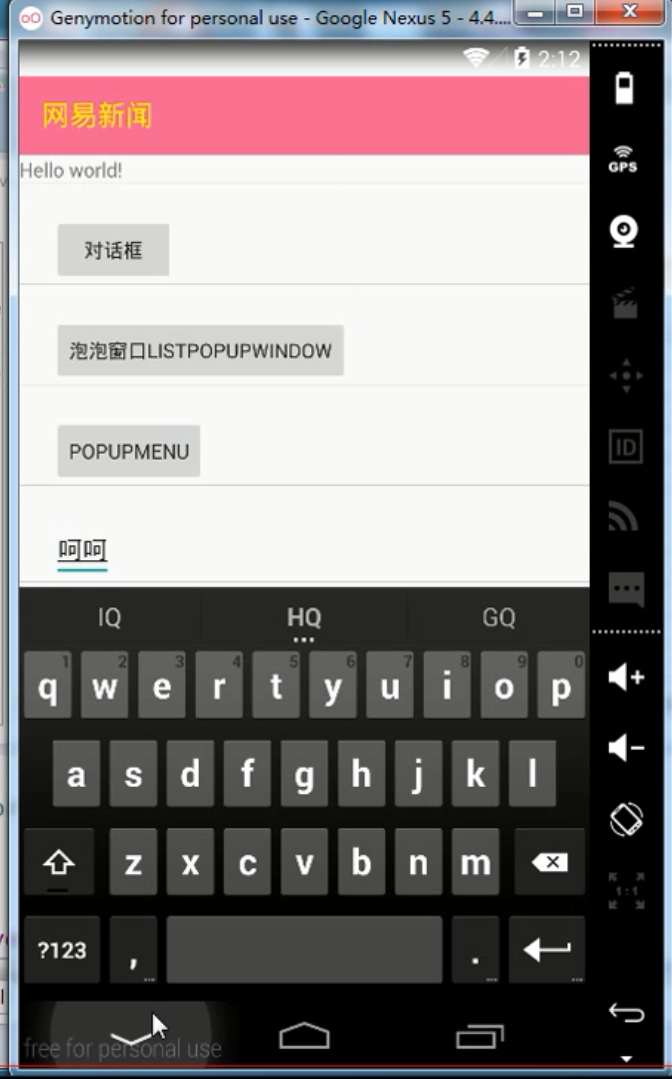 Genymotion for personal use - Google Nexus 5 - 4.4....
2:12
网易新闻
GPS
Hello world!
对话框
泡泡窗口LISTPOPUPWINDOW
POPUPMENU
ID
呵呵
IQ HQ GQ
1 2 3 4 5 6 7 8 9 0
q w e r t y u i o p
a s d f g h j k l
z x c v b n m
1:1
?123 , .
free for personal use